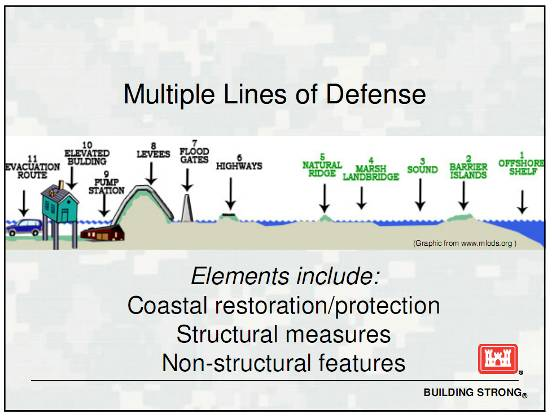 Multiple Lines of Defense
11
EVACUATION
ROUTE
10
ELEVATED
BULDING
9
PUMP
STATION
8
LEVEES
7
FLOOD
GATES
6
HIGHWAYS
5
NATURAL
RIDGE
4
MARSH
LANDBRIDGE
3
SOUND
2
BARRIER
ISLANDS
1
OFFSHORE
SHELF
(Graphic from www.mlods.org )
Elements include:
Coastal restoration/protection
Structural measures
Non-structural features
®
BUILDING STRONG®